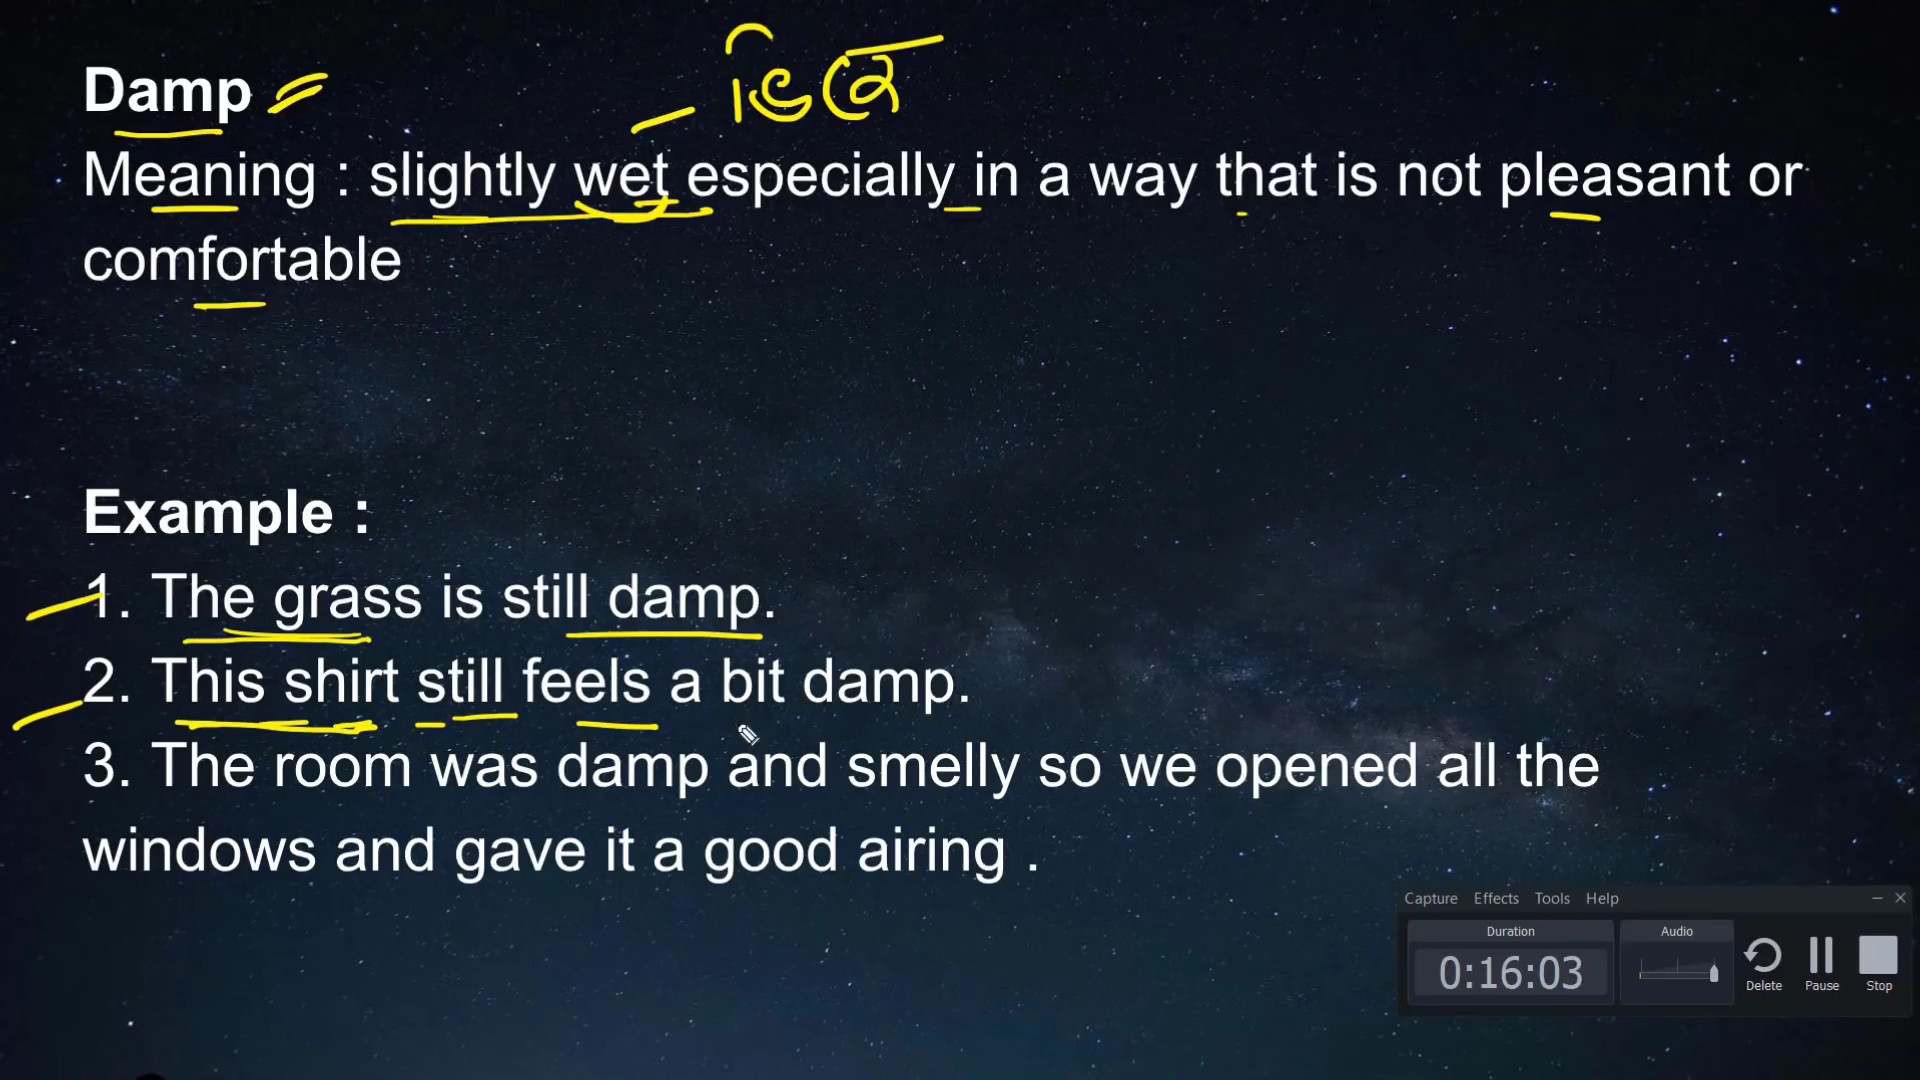 Damp
Meaning : slightly wet especially in a way that is not pleasant or
comfortable
Example :
1. The grass is still damp.
2. This shirt still feels a bit damp.
3. The room was damp and smelly so we opened all the
windows and gave it a good airing .
Capture Effects Tools Help
Duration Audio
0:16:03
Delete Pause Stop